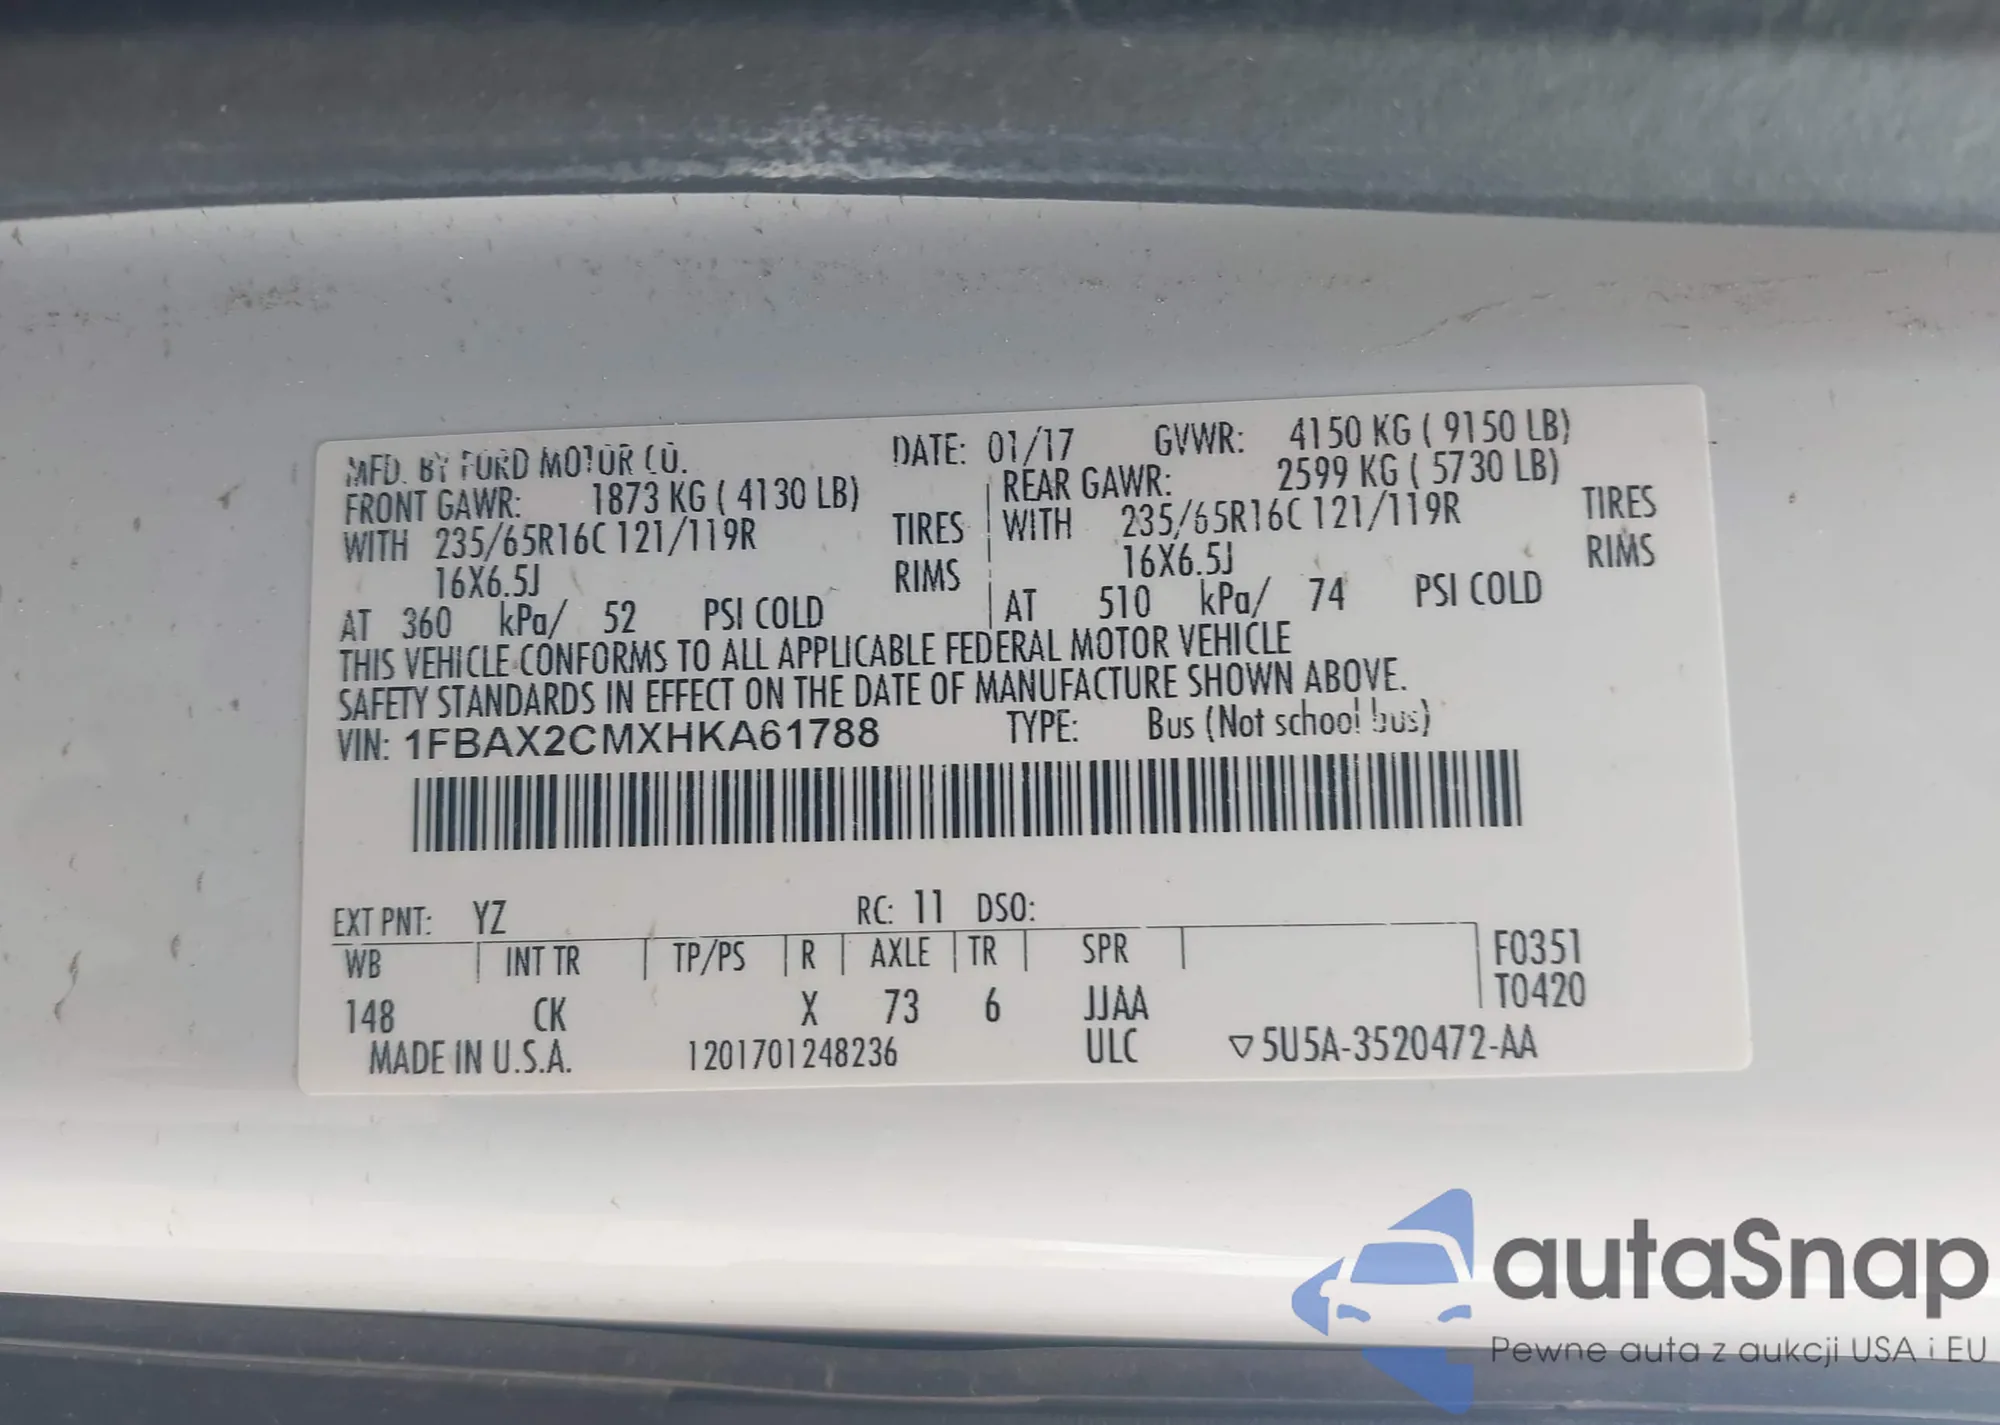 MFD. BY FORD MOTOR CO. DATE: 01/17 GVWR: 4150 KG ( 9150 LB)
FRONT GAWR: 1873 KG ( 4130 LB) REAR GAWR: 2599 KG ( 5730 LB)
WITH 235/65R16C 121/119R TIRES WITH 235/65R16C 121/119R TIRES
16X6.5J RIMS 16X6.5J RIMS
AT 360 kPa/ 52 PSI COLD AT 510 kPa/ 74 PSI COLD
THIS VEHICLE CONFORMS TO ALL APPLICABLE FEDERAL MOTOR VEHICLE
SAFETY STANDARDS IN EFFECT ON THE DATE OF MANUFACTURE SHOWN ABOVE.
VIN: 1FBAX2CMXHKA61788 TYPE: Bus (Not school bus)
EXT PNT: YZ RC: 11 DSO:
WB INT TR TP/PS R AXLE TR SPR F0351
T0420
148 CK X 73 6 JJAA
MADE IN U.S.A. 1201701248236 ULC ▽5U5A-3520472-AA
autaSnap
Pewne auta z aukcji USA i EU